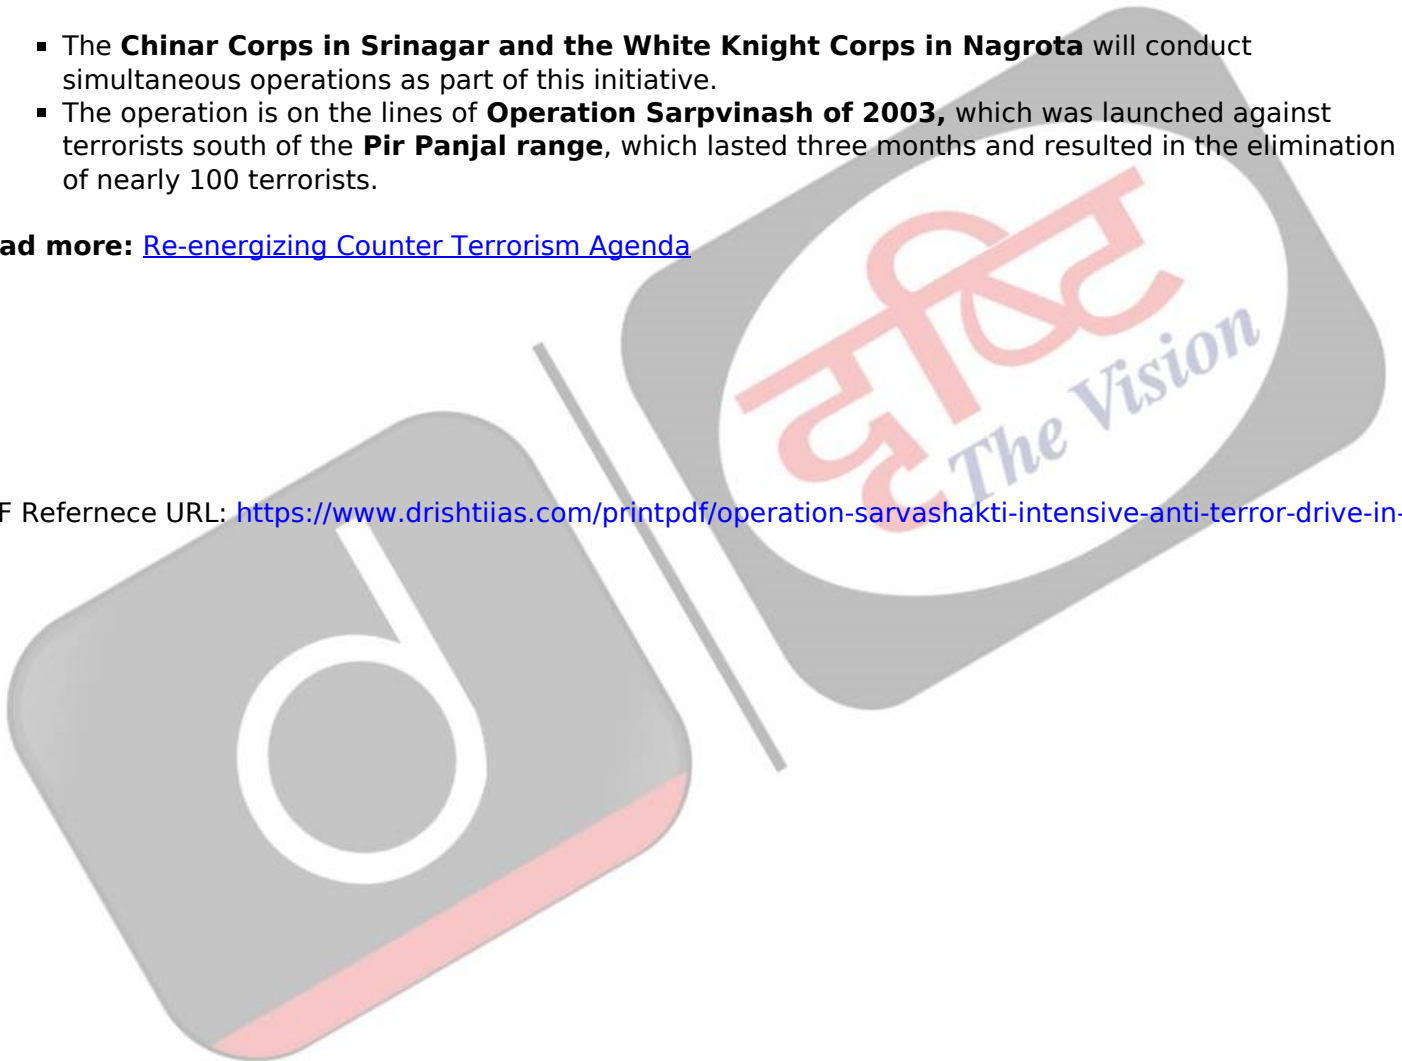 ▪ The Chinar Corps in Srinagar and the White Knight Corps in Nagrota will conduct
simultaneous operations as part of this initiative.
▪ The operation is on the lines of Operation Sarpvinash of 2003, which was launched against
terrorists south of the Pir Panjal range, which lasted three months and resulted in the elimination
of nearly 100 terrorists.
ad more: Re-energizing Counter Terrorism Agenda
F Refernece URL: https://www.drishtiias.com/printpdf/operation-sarvashakti-intensive-anti-terror-drive-in-
दृष्टि
The Vision
d